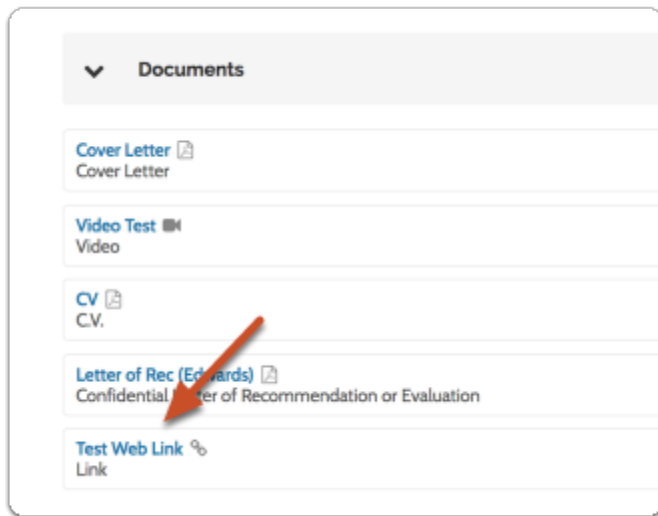 Documents
Cover Letter
Cover Letter
Video Test
Video
CV
C.V.
Letter of Rec (Edwards)
Confidential of Recommendation or Evaluation
Test Web Link
Link